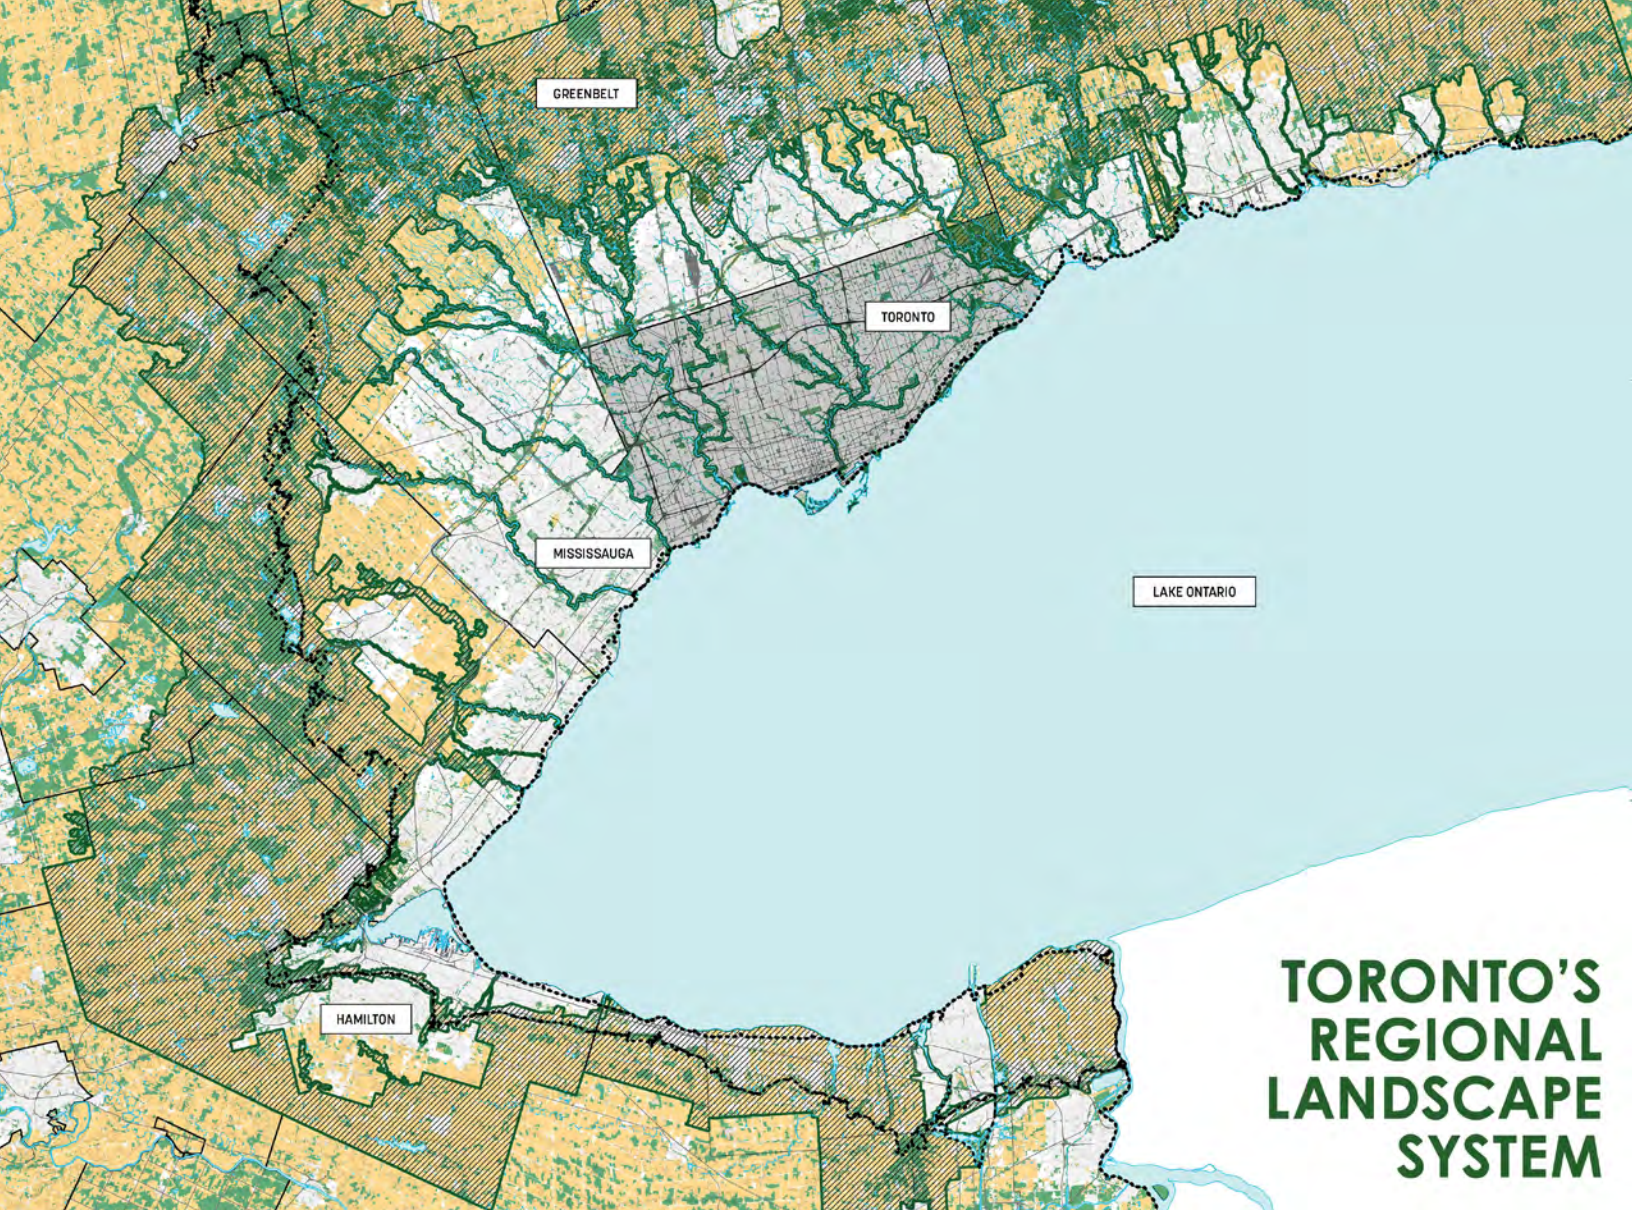 GREENBELT
TORONTO
MISSISSAUGA
LAKE ONTARIO
HAMILTON
TORONTO'S
REGIONAL
LANDSCAPE
SYSTEM